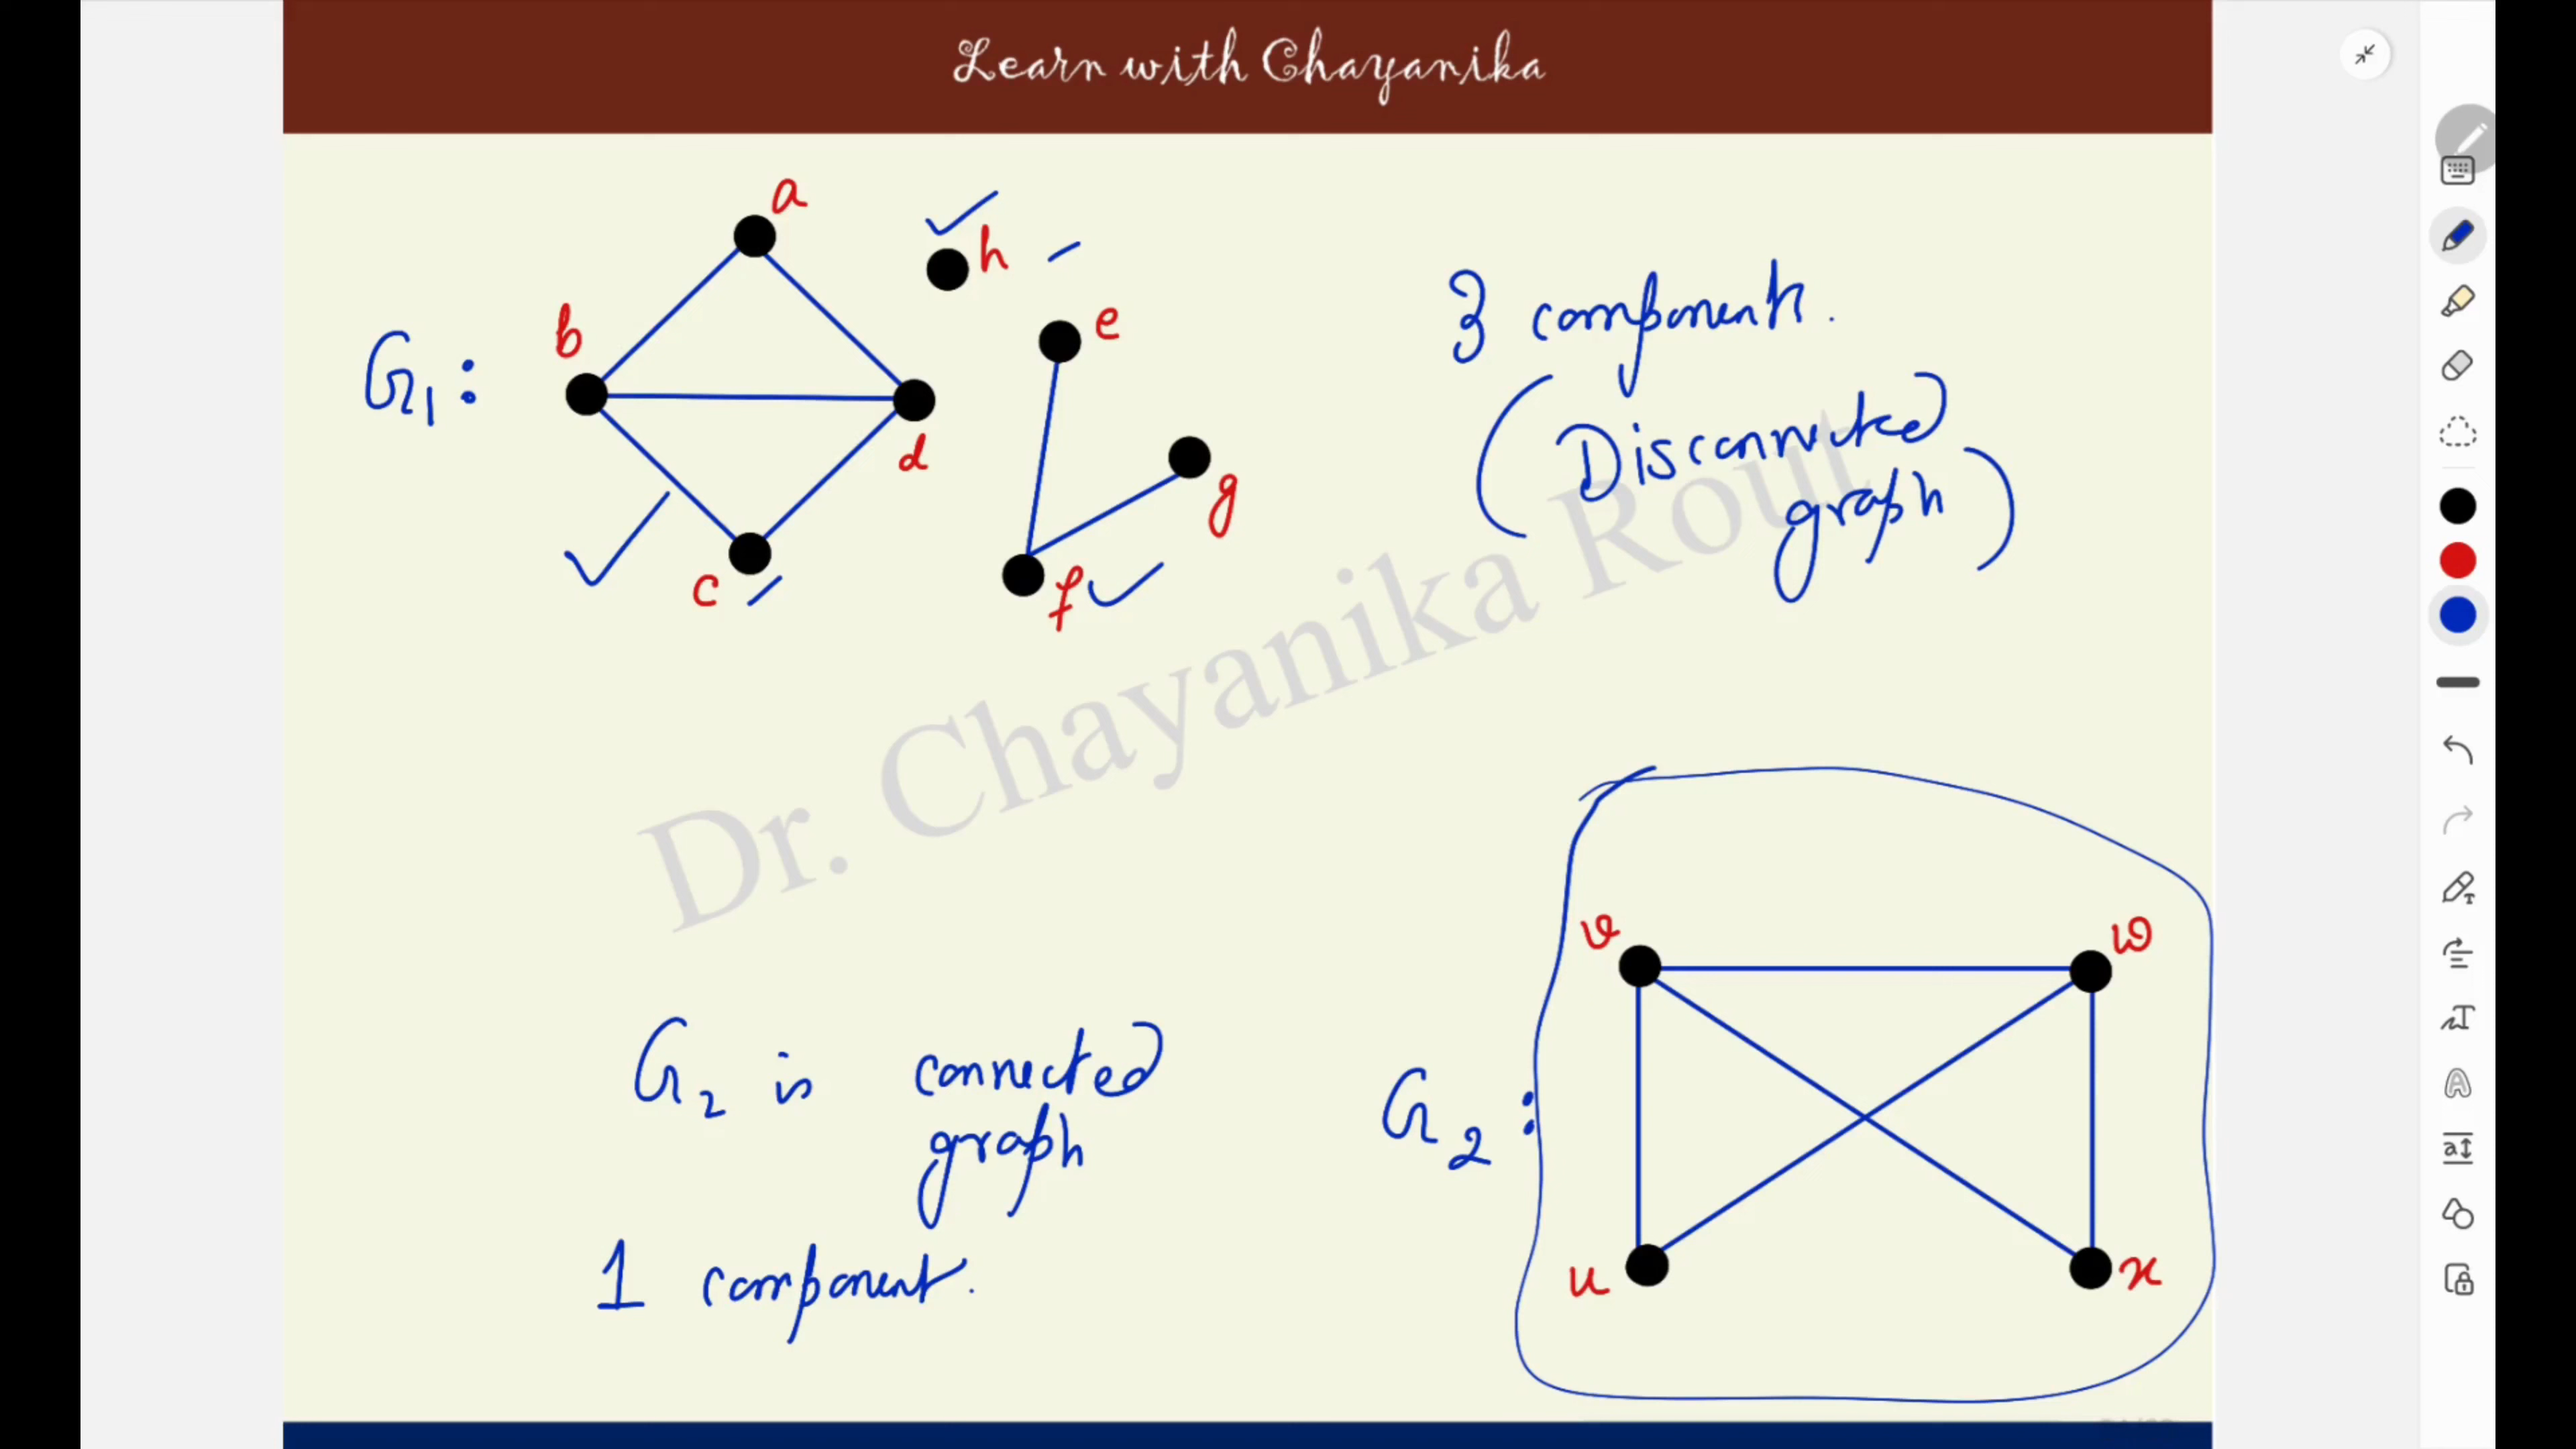 Learn with Chayanika
a
h
b
e
G1 :
d
g
c
f
3 components.
(Disconnected
graph)
Dr. Chayanika Rout
v
w
G2 is connected
graph
G2 :
1 component.
u
x